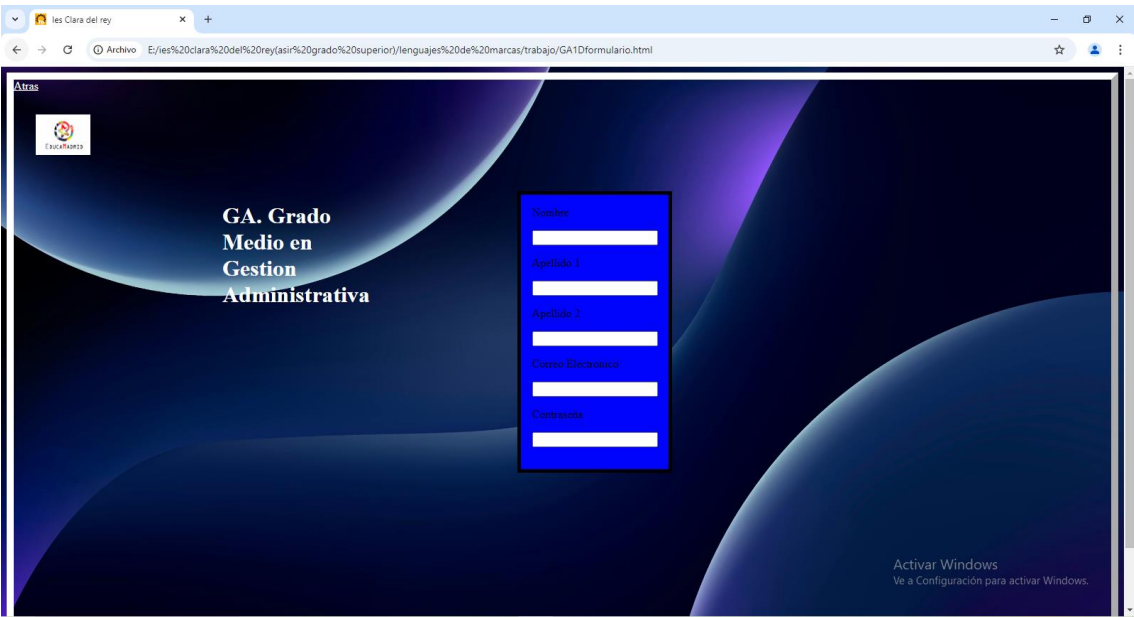 Ies Clara del rey
Archivo E:/ies%20clara%20del%20rey(asir%20grado%20superior)/lenguajes%20de%20marcas/trabajo/GA1Dformulario.html
Atras
EDUCAMADRID
GA. Grado
Medio en
Gestion
Administrativa
Nombre
Apellido 1
Apellido 2
Correo Electronico
Activar Windows
Ve a Configuración para activar Windows.